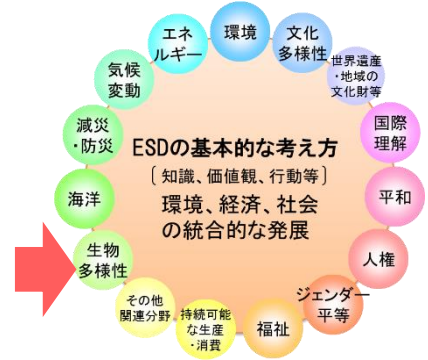 環境
文化
多様性
世界遺産
・地域の
文化財等
国際
理解
平和
人権
ジェンダー
平等
福祉
持続可能
な生産
・消費
その他
関連分野
生物
多様性
海洋
減災
・防災
気候
変動
エネ
ルギー
ESDの基本的な考え方
〔知識、価値観、行動等〕
環境、経済、社会
の統合的な発展